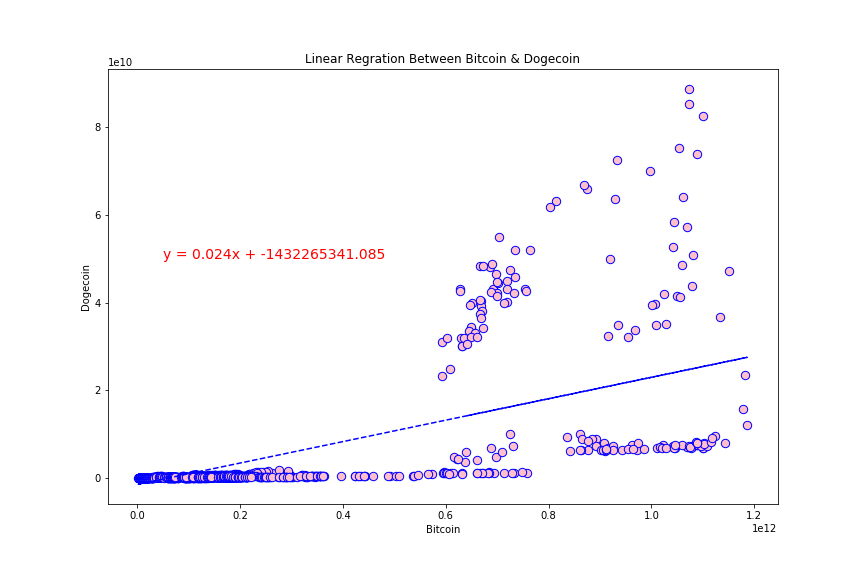 Linear Regration Between Bitcoin & Dogecoin
1e10
8
6
y = 0.024x + -1432265341.085
Dogecoin
4
2
0
0.0 0.2 0.4 0.6 0.8 1.0 1.2
Bitcoin
1e12